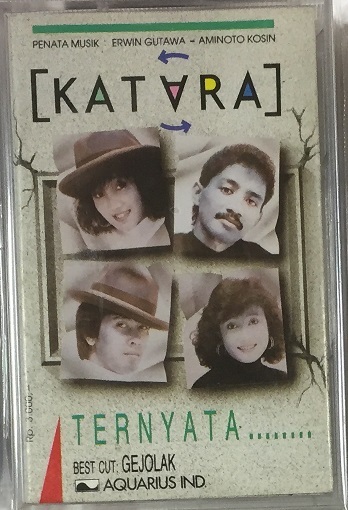 PENATA MUSIK : ERWIN GUTAWA - AMINOTO KOSIN
[KATARA]
TERNYATA.........
BEST CUT: GEJOLAK
AQUARIUS IND.